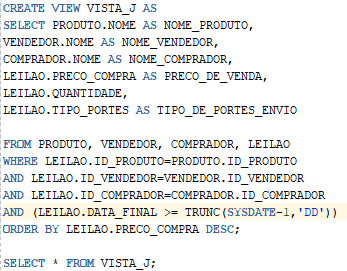 CREATE VIEW VISTA_J AS
SELECT PRODUTO.NOME AS NOME_PRODUTO,
VENDEDOR.NOME AS NOME_VENDEDOR,
COMPRADOR.NOME AS NOME_COMPRADOR,
LEILAO.PRECO_COMPRA AS PRECO_DE_VENDA,
LEILAO.QUANTIDADE,
LEILAO.TIPO_PORTES AS TIPO_DE_PORTES_ENVIO
FROM PRODUTO, VENDEDOR, COMPRADOR, LEILAO
WHERE LEILAO.ID_PRODUTO=PRODUTO.ID_PRODUTO
AND LEILAO.ID_VENDEDOR=VENDEDOR.ID_VENDEDOR
AND LEILAO.ID_COMPRADOR=COMPRADOR.ID_COMPRADOR
AND (LEILAO.DATA_FINAL >= TRUNC(SYSDATE-1,'DD'))
ORDER BY LEILAO.PRECO_COMPRA DESC;
SELECT * FROM VISTA_J;